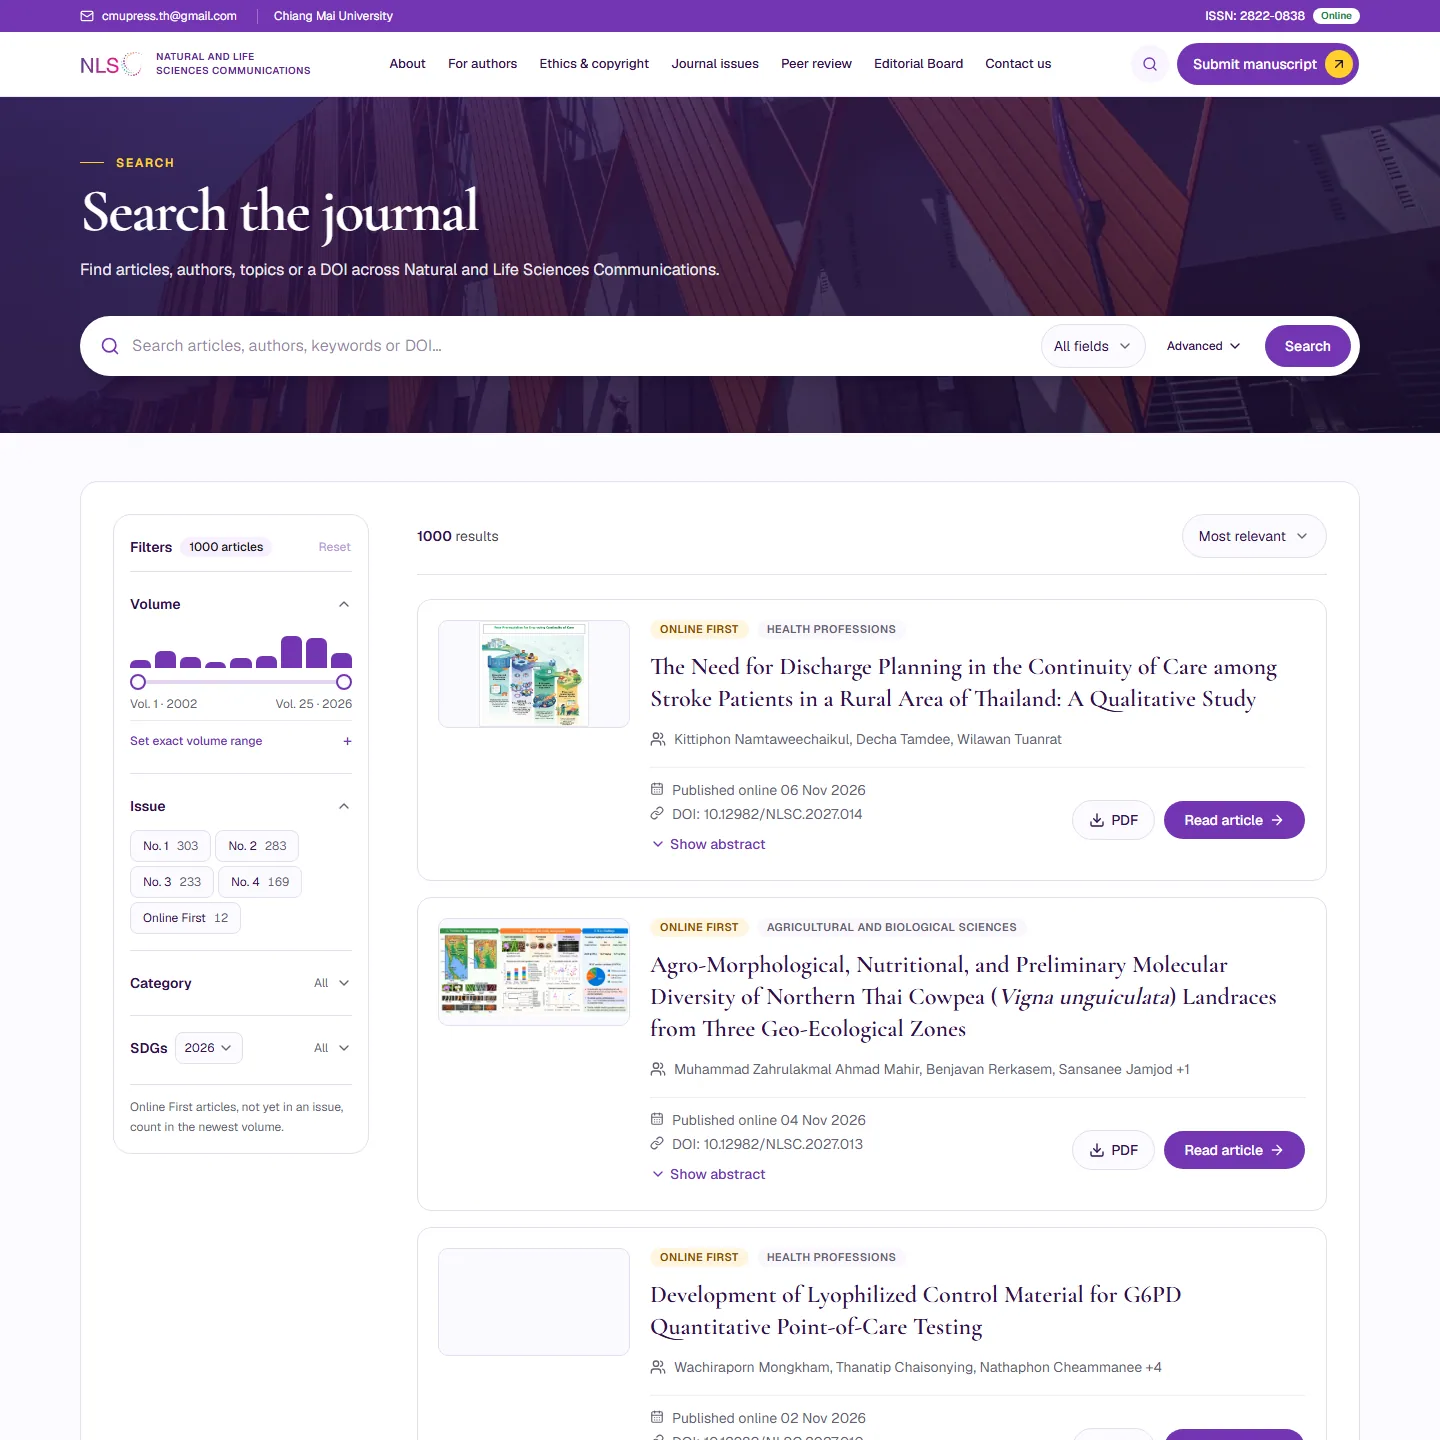 cmupress.th@gmail.com
Chiang Mai University
ISSN: 2822-0838 Online
NLSC
NATURAL AND LIFE
SCIENCES COMMUNICATIONS
About
For authors
Ethics & copyright
Journal issues
Peer review
Editorial Board
Contact us
Submit manuscript
SEARCH
Search the journal
Find articles, authors, topics or a DOI across Natural and Life Sciences Communications.
Search articles, authors, keywords or DOI...
All fields
Advanced
Search
Filters 1000 articles Reset
Volume
Vol. 1 · 2002 Vol. 25 · 2026
Set exact volume range +
Issue
No. 1 303 No. 2 283
No. 3 233 No. 4 169
Online First 12
Category All
SDGs 2026 All
Online First articles, not yet in an issue,
count in the newest volume.
1000 results
Most relevant
ONLINE FIRST HEALTH PROFESSIONS
The Need for Discharge Planning in the Continuity of Care among
Stroke Patients in a Rural Area of Thailand: A Qualitative Study
Kittiphon Namtaweechaikul, Decha Tamdee, Wilawan Tuanrat
Published online 06 Nov 2026
DOI: 10.12982/NLSC.2027.014
Show abstract
PDF
Read article
ONLINE FIRST AGRICULTURAL AND BIOLOGICAL SCIENCES
Agro-Morphological, Nutritional, and Preliminary Molecular
Diversity of Northern Thai Cowpea (Vigna unguiculata) Landraces
from Three Geo-Ecological Zones
Muhammad Zahrulakmal Ahmad Mahir, Benjavan Rerkasem, Sansanee Jamjod +1
Published online 04 Nov 2026
DOI: 10.12982/NLSC.2027.013
Show abstract
PDF
Read article
ONLINE FIRST HEALTH PROFESSIONS
Development of Lyophilized Control Material for G6PD
Quantitative Point-of-Care Testing
Wachiraporn Mongkham, Thanatip Chaisonying, Nathaphon Cheammanee +4
Published online 02 Nov 2026